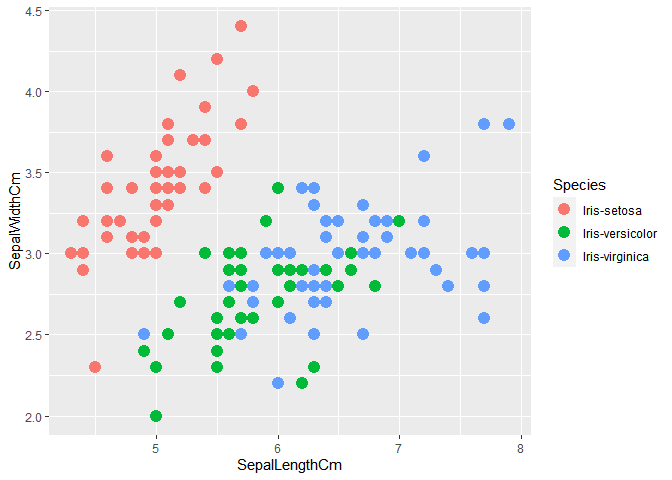 4.5
4.0
3.5
3.0
2.5
2.0
SepalWidthCm
5
6
7
8
SepalLengthCm
Species
Iris-setosa
Iris-versicolor
Iris-virginica